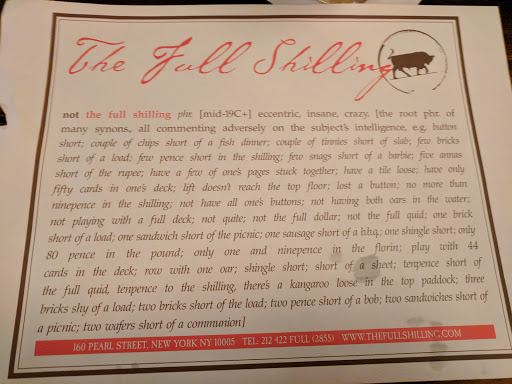 The Full Shilling
not the full shilling phr. [mid-19C+] eccentric, insane, crazy. [the root phr. of
many synons., all commenting adversely on the subject's intelligence, e.g. button
short; couple of chips short of a fish dinner; couple of tinnies short of slab; few bricks
short of a load; few pence short in the shilling; few snags short of a barbie; five annas
short of the rupee; have a few of one's pages stuck together; have a tile loose; have only
fifty cards in one's deck; lift doesn't reach the top floor; lost a button; no more than
ninepence in the shilling; not have all one's buttons; not having both oars in the water;
not playing with a full deck; not quite; not the full dollar; not the full quid; one brick
short of a load; one sandwich short of the picnic; one sausage short of a b.b.q.; one shingle short; only
80 pence in the pound; only one and ninepence in the florin; play with 44
cards in the deck; row with one oar; shingle short; short of a sheet; tenpence short of
the full quid, tenpence to the shilling, there's a kangaroo loose in the top paddock; three
bricks shy of a load; two bricks short of the load; two pence short of a bob; two sandwiches short of
a picnic; two wafers short of a communion]
160 PEARL STREET, NEW YORK NY 10005 TEL: 212 422 FULL (3855) WWW.THEFULLSHILLING.COM